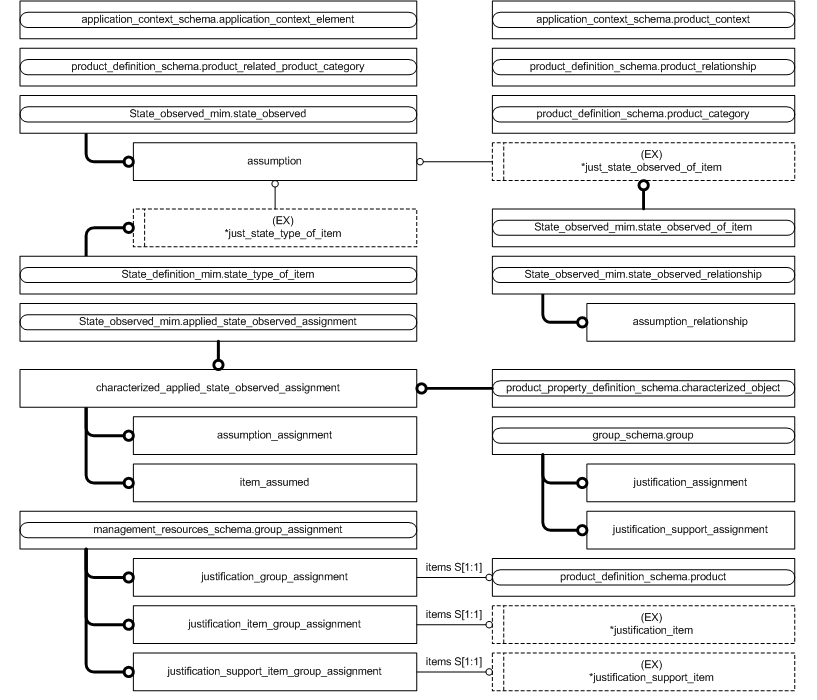 application_context_schema.application_context_element
application_context_schema.product_context
product_definition_schema.product_related_product_category
product_definition_schema.product_relationship
State_observed_mim.state_observed
product_definition_schema.product_category
assumption
(EX)
*just_state_observed_of_item
(EX)
*just_state_type_of_item
State_observed_mim.state_observed_of_item
State_definition_mim.state_type_of_item
State_observed_mim.state_observed_relationship
State_observed_mim.applied_state_observed_assignment
assumption_relationship
characterized_applied_state_observed_assignment
product_property_definition_schema.characterized_object
assumption_assignment
group_schema.group
item_assumed
justification_assignment
management_resources_schema.group_assignment
justification_support_assignment
justification_group_assignment
items S[1:1]
product_definition_schema.product
justification_item_group_assignment
items S[1:1]
(EX)
*justification_item
justification_support_item_group_assignment
items S[1:1]
(EX)
*justification_support_item